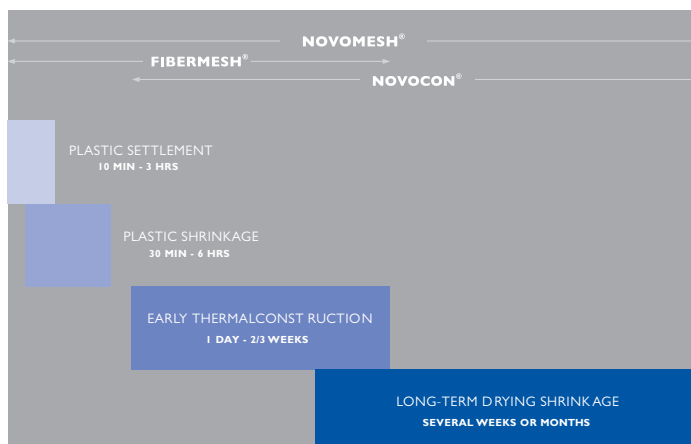 NOVOMESH®
FIBERMESH®
NOVOCON®
PLASTIC SETTLEMENT
10 MIN - 3 HRS
PLASTIC SHRINKAGE
30 MIN - 6 HRS
EARLY THERMALCONST RUCTION
1 DAY - 2/3 WEEKS
LONG-TERM DRYING SHRINKAGE
SEVERAL WEEKS OR MONTHS